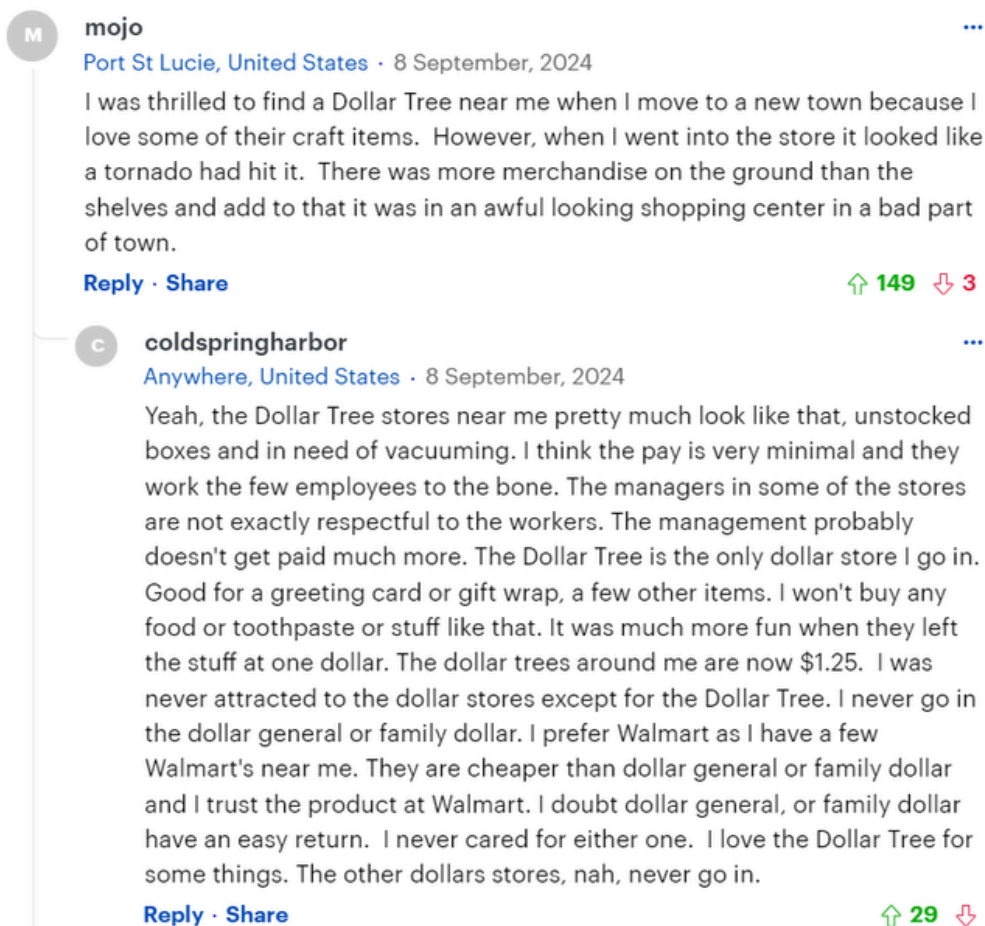 M
mojo
...
Port St Lucie, United States · 8 September, 2024
I was thrilled to find a Dollar Tree near me when I move to a new town because I
love some of their craft items.  However, when I went into the store it looked like
a tornado had hit it.  There was more merchandise on the ground than the
shelves and add to that it was in an awful looking shopping center in a bad part
of town.
Reply · Share
149 3
C
coldspringharbor
...
Anywhere, United States · 8 September, 2024
Yeah, the Dollar Tree stores near me pretty much look like that, unstocked
boxes and in need of vacuuming. I think the pay is very minimal and they
work the few employees to the bone. The managers in some of the stores
are not exactly respectful to the workers. The management probably
doesn't get paid much more. The Dollar Tree is the only dollar store I go in.
Good for a greeting card or gift wrap, a few other items. I won't buy any
food or toothpaste or stuff like that. It was much more fun when they left
the stuff at one dollar. The dollar trees around me are now $1.25.  I was
never attracted to the dollar stores except for the Dollar Tree. I never go in
the dollar general or family dollar. I prefer Walmart as I have a few
Walmart's near me. They are cheaper than dollar general or family dollar
and I trust the product at Walmart. I doubt dollar general, or family dollar
have an easy return.  I never cared for either one.  I love the Dollar Tree for
some things. The other dollars stores, nah, never go in.
Reply · Share
29